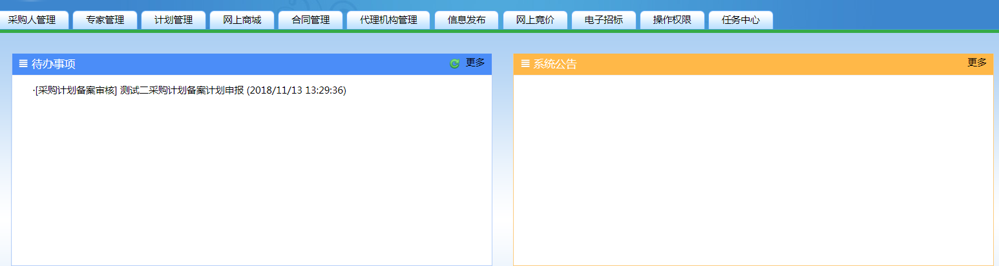 采购人管理 专家管理 计划管理 网上商城 合同管理 代理机构管理 信息发布 网上竞价 电子招标 操作权限 任务中心
待办事项 更多
·[采购计划备案审核] 测试二采购计划备案计划申报 (2018/11/13 13:29:36)
系统公告 更多